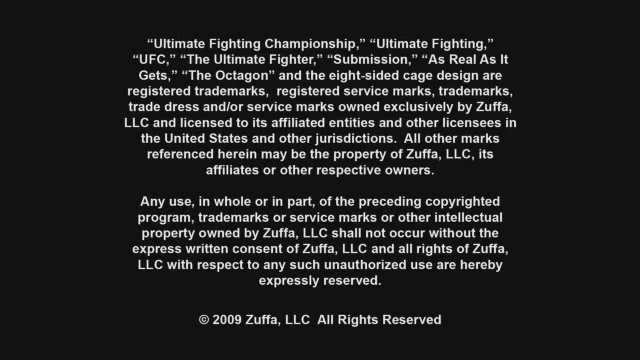 “Ultimate Fighting Championship,” “Ultimate Fighting,”
“UFC,” “The Ultimate Fighter,” “Submission,” “As Real As It
Gets,” “The Octagon” and the eight-sided cage design are
registered trademarks,  registered service marks, trademarks,
trade dress and/or service marks owned exclusively by Zuffa,
LLC and licensed to its affiliated entities and other licensees in
the United States and other jurisdictions.  All other marks
referenced herein may be the property of Zuffa, LLC, its
affiliates or other respective owners.
Any use, in whole or in part, of the preceding copyrighted
program, trademarks or service marks or other intellectual
property owned by Zuffa, LLC shall not occur without the
express written consent of Zuffa, LLC and all rights of Zuffa,
LLC with respect to any such unauthorized use are hereby
expressly reserved.
© 2009 Zuffa, LLC  All Rights Reserved